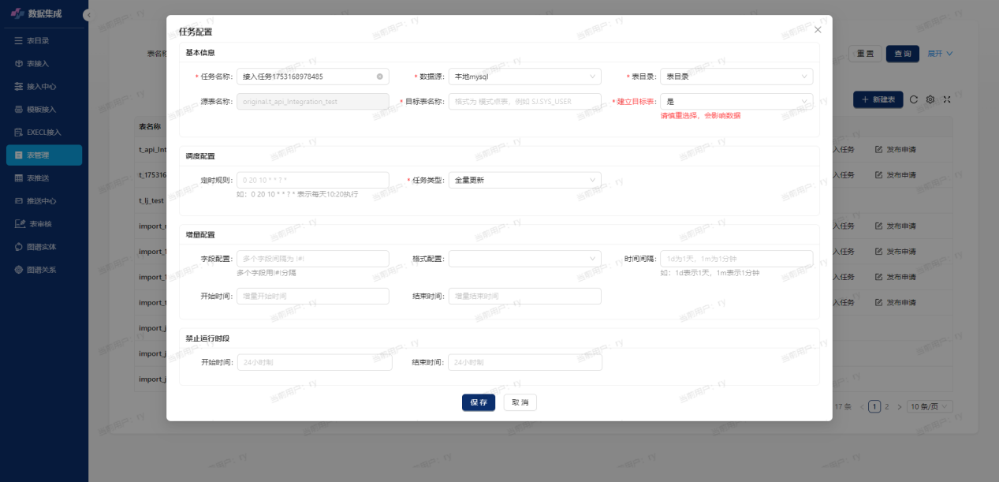 数据集成
表目录
表接入
接入中心
模板接入
EXECL接入
表管理
表推送
推送中心
表审核
图谱实体
图谱关系
表名称
重 置
查 询
展开
新建表
表名称
t_api_Int
入任务
发布申请
t_175316
入任务
发布申请
t_lj_test
import_r
入任务
发布申请
import_1
入任务
发布申请
import_1
入任务
发布申请
import_t
入任务
发布申请
import_j
import_j
import_j
17 条
1
2
10 条/页
任务配置
基本信息
* 任务名称:
接入任务1753168978485
* 数据源:
本地mysql
* 表目录:
表目录
源表名称:
original.t_api_Integration_test
* 目标表名称:
格式为 模式点表，例如 SJ.SYS_USER
* 建立目标表:
是
请慎重选择，会影响数据
调度配置
定时规则:
0 20 10 * * ? *
如：0 20 10 * * ? * 表示每天10:20执行
* 任务类型:
全量更新
增量配置
字段配置:
多个字段间隔为 !#!
多个字段用!#!分隔
格式配置:
时间间隔:
1d为1天，1m为1分钟
如：1d表示1天，1m表示1分钟
开始时间:
增量开始时间
结束时间:
增量结束时间
禁止运行时段
开始时间:
24小时制
结束时间:
24小时制
保 存
取 消
当前用户：ry